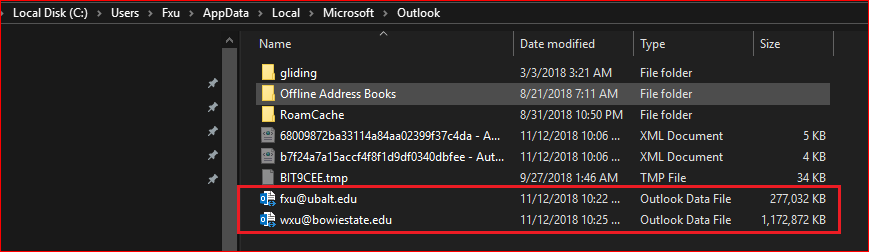 Local Disk (C:) > Users > Fxu > AppData > Local > Microsoft > Outlook >
Name Date modified Type Size
gliding 3/3/2018 3:21 AM File folder
Offline Address Books 8/21/2018 7:11 AM File folder
RoamCache 8/31/2018 10:50 PM File folder
68009872ba33114a84aa02399f37c4da - A... 11/12/2018 10:06 ... XML Document 5 KB
b7f24a7a15accf4f8f1d9df0340dbfee - Aut... 11/12/2018 10:06 ... XML Document 4 KB
BIT9CEE.tmp 9/27/2018 1:46 AM TMP File 34 KB
fxu@ubalt.edu 11/12/2018 10:22 ... Outlook Data File 277,032 KB
wxu@bowiestate.edu 11/12/2018 10:25 ... Outlook Data File 1,172,872 KB